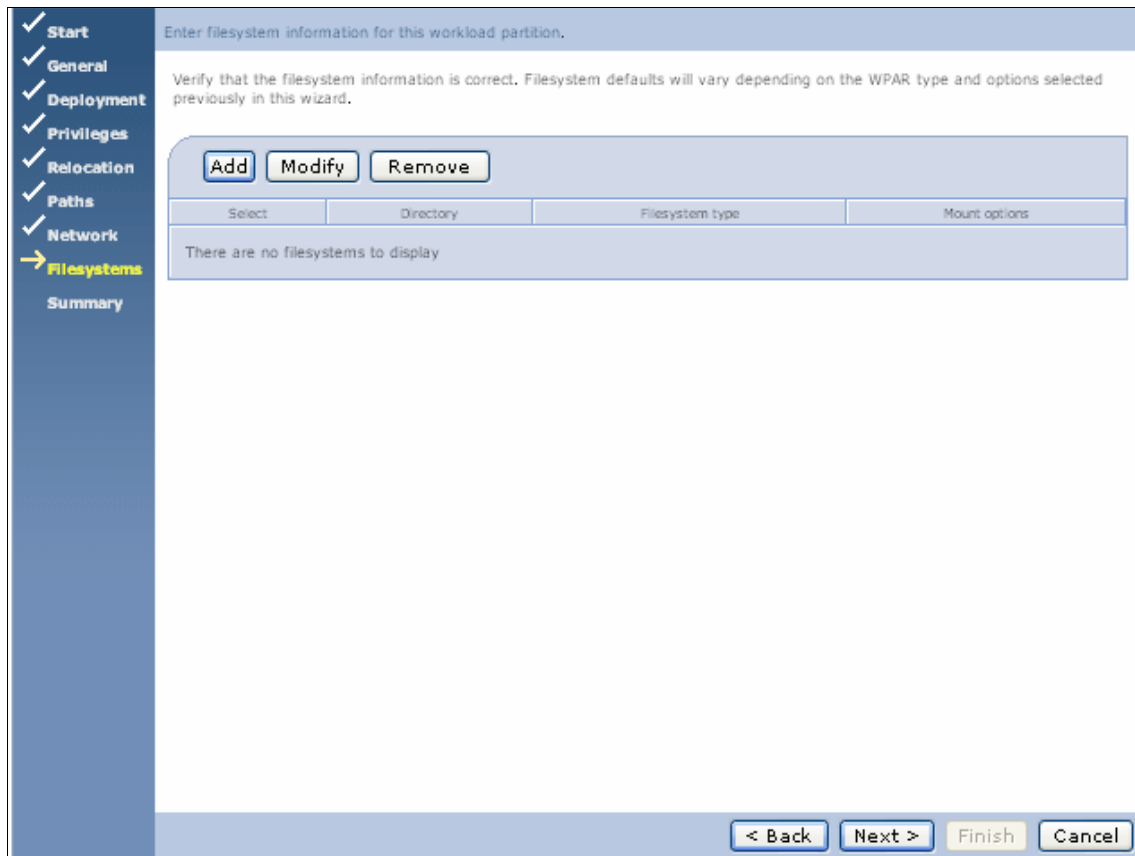 Start
General
Deployment
Privileges
Relocation
Paths
Network
Filesystems
Summary
Enter filesystem information for this workload partition.
Verify that the filesystem information is correct. Filesystem defaults will vary depending on the WPAR type and options selected
previously in this wizard.
Add Modify Remove
Select Directory Filesystem type Mount options
There are no filesystems to display
< Back Next > Finish Cancel